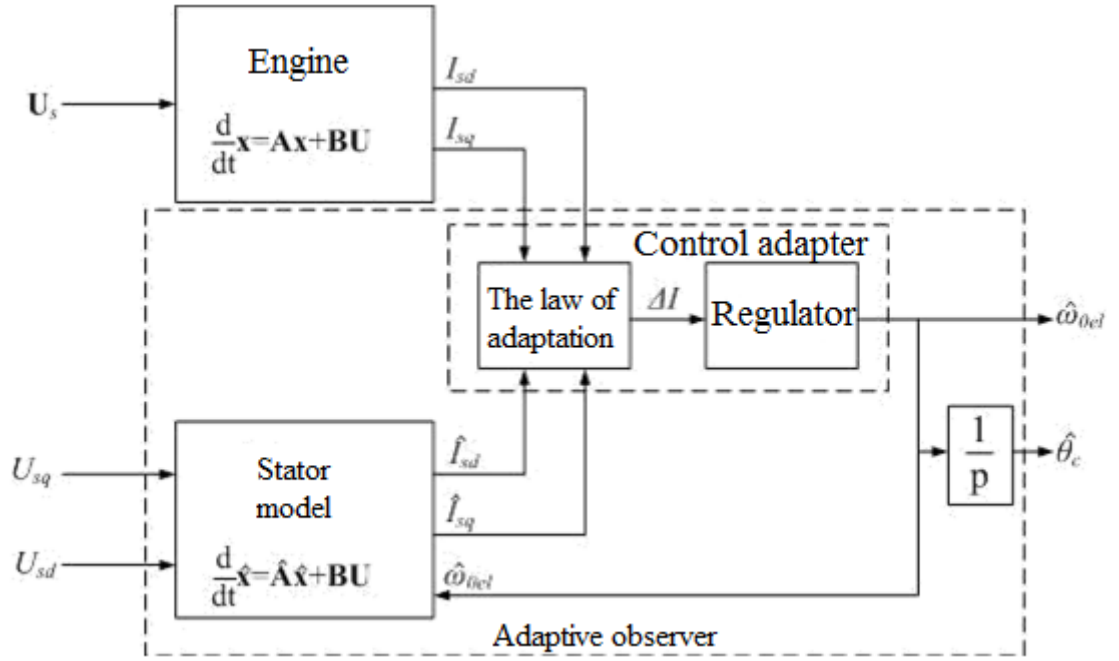 Engine
U_s
d/dt x=Ax+BU
I_sd
I_sq
Control adapter
The law of
adaptation
ΔI
Regulator
ω̂_0el
1/p
θ̂_c
U_sq
U_sd
Stator
model
d/dt x̂=Âx̂+BU
Î_sd
Î_sq
ω̂_0el
Adaptive observer